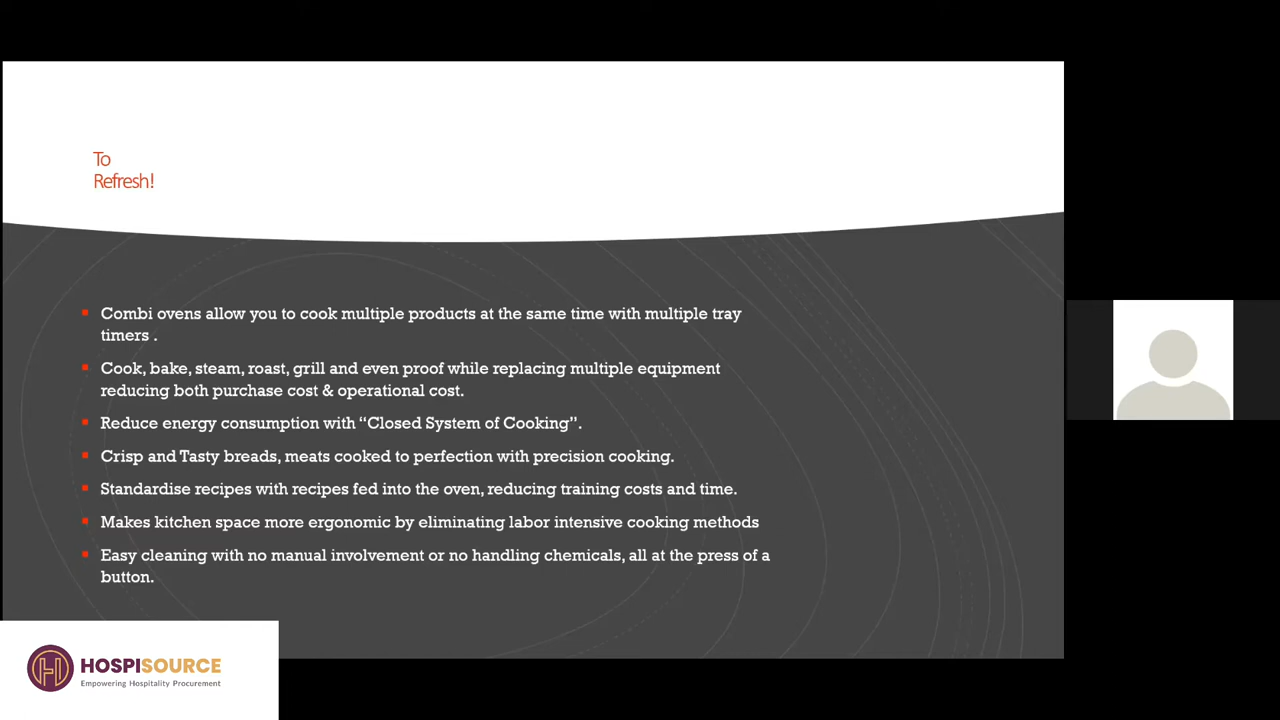 To
Refresh!
Combi ovens allow you to cook multiple products at the same time with multiple tray
timers .
Cook, bake, steam, roast, grill and even proof while replacing multiple equipment
reducing both purchase cost & operational cost.
Reduce energy consumption with “Closed System of Cooking”.
Crisp and Tasty breads, meats cooked to perfection with precision cooking.
Standardise recipes with recipes fed into the oven, reducing training costs and time.
Makes kitchen space more ergonomic by eliminating labor intensive cooking methods
Easy cleaning with no manual involvement or no handling chemicals, all at the press of a
button.
HOSPISOURCE
Empowering Hospitality Procurement